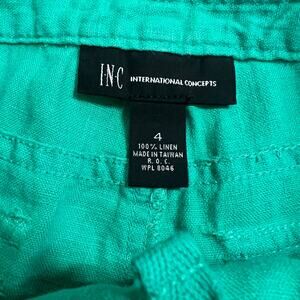 I·N·C INTERNATIONAL CONCEPTS
4
100% LINEN
MADE IN TAIWAN
R. O. C.
WPL 8046